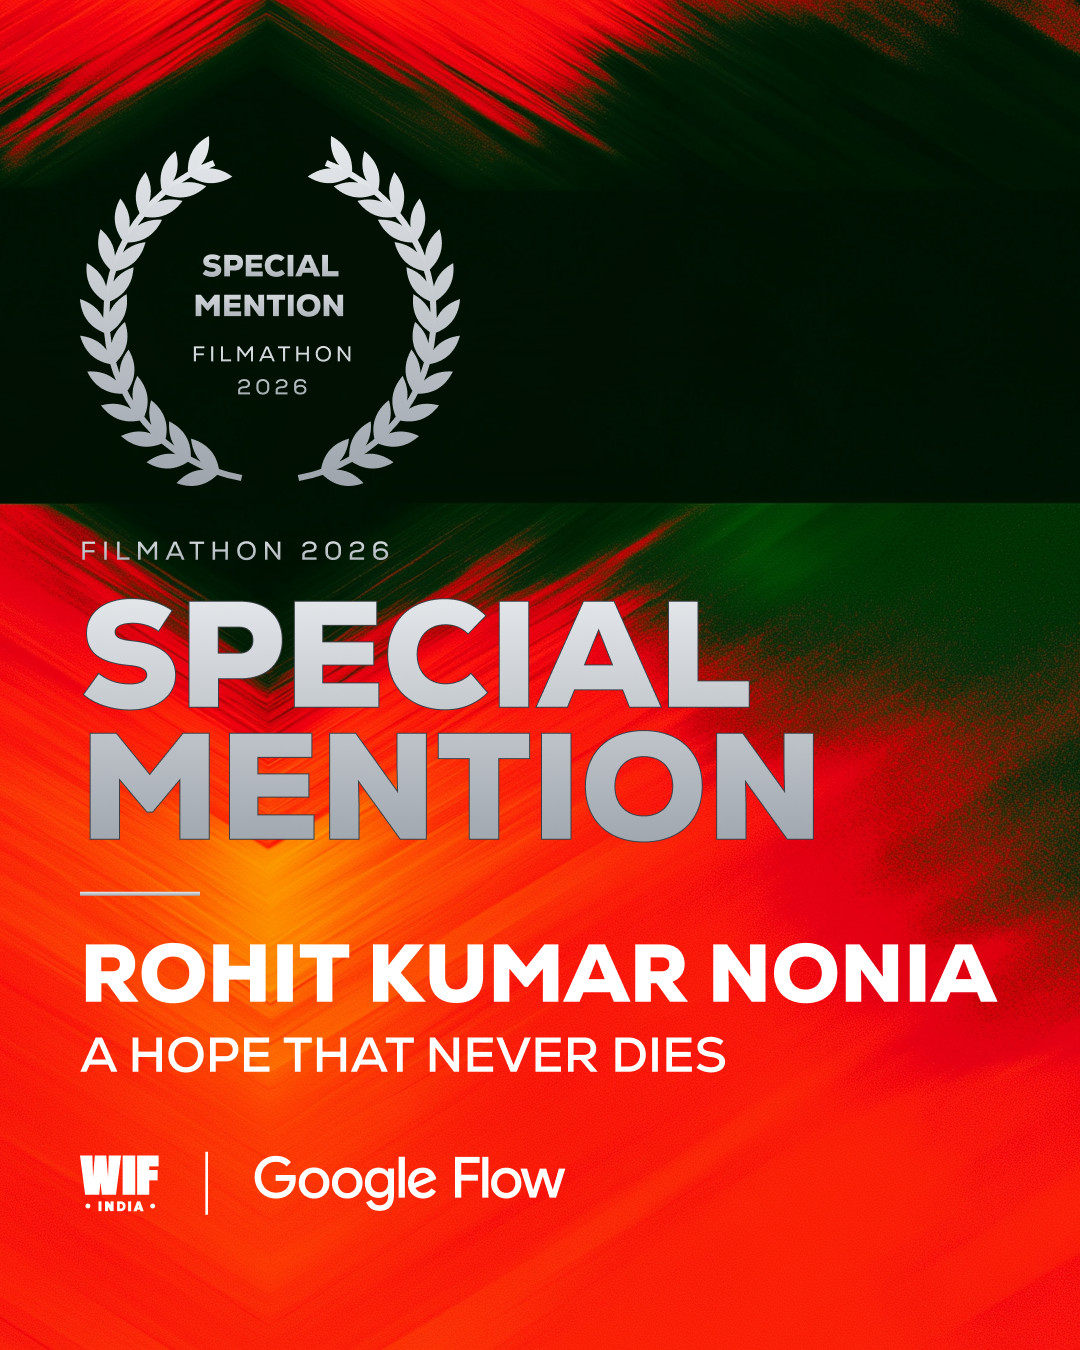 SPECIAL
MENTION
FILMATHON
2026
FILMATHON 2026
SPECIAL
MENTION
ROHIT KUMAR NONIA
A HOPE THAT NEVER DIES
WIF
• INDIA •
Google Flow